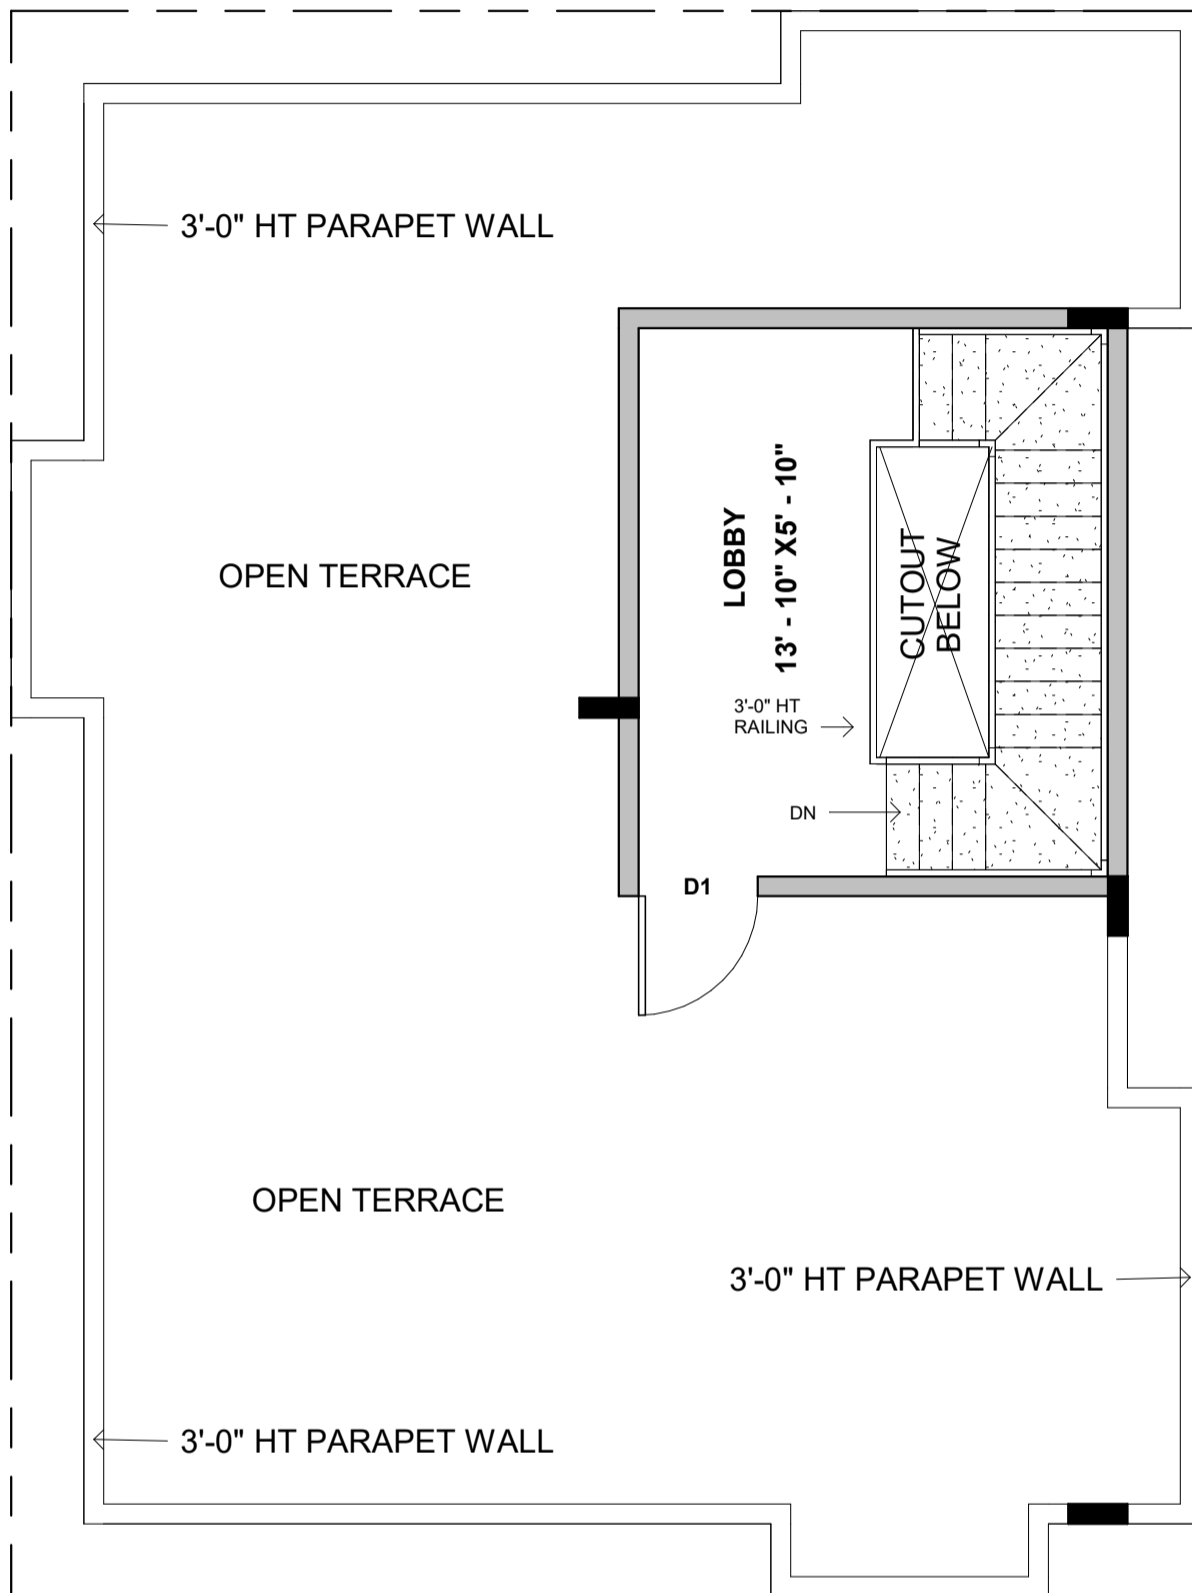 3'-0" HT PARAPET WALL
OPEN TERRACE
LOBBY
13' - 10" X5' - 10"
CUTOUT
BELOW
3'-0" HT
RAILING
DN
D1
OPEN TERRACE
3'-0" HT PARAPET WALL
3'-0" HT PARAPET WALL